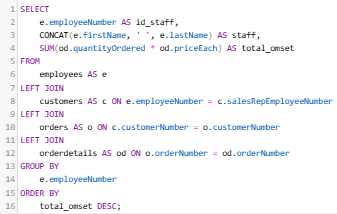 1 SELECT
2 e.employeeNumber AS id_staff,
3 CONCAT(e.firstName, ' ', e.lastName) AS staff,
4 SUM(od.quantityOrdered * od.priceEach) AS total_omset
5 FROM
6 employees AS e
7 LEFT JOIN
8 customers AS c ON e.employeeNumber = c.salesRepEmployeeNumber
9 LEFT JOIN
10 orders AS o ON c.customerNumber = o.customerNumber
11 LEFT JOIN
12 orderdetails AS od ON o.orderNumber = od.orderNumber
13 GROUP BY
14 e.employeeNumber
15 ORDER BY
16 total_omset DESC;